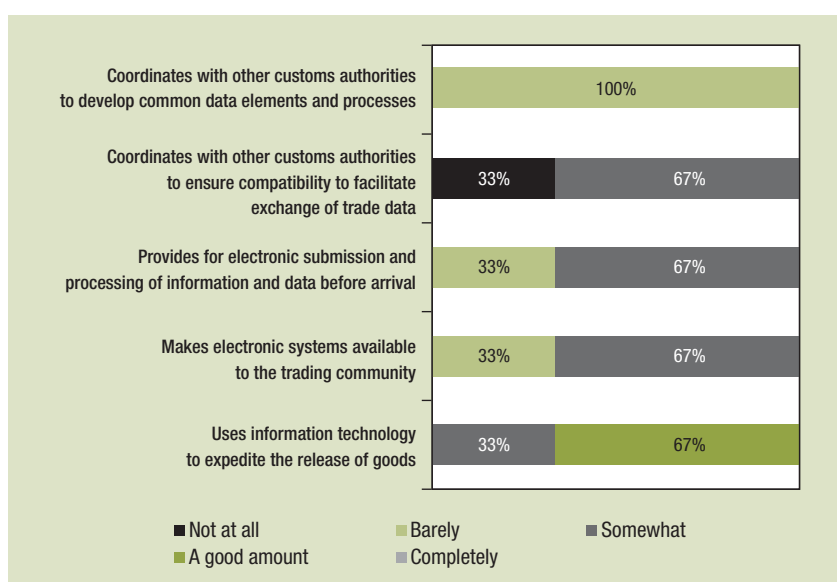 Coordinates with other customs authorities
to develop common data elements and processes
100%
Coordinates with other customs authorities
to ensure compatibility to facilitate
exchange of trade data
33% 67%
Provides for electronic submission and
processing of information and data before arrival
33% 67%
Makes electronic systems available
to the trading community
33% 67%
Uses information technology
to expedite the release of goods
33% 67%
Not at all Barely Somewhat
A good amount Completely